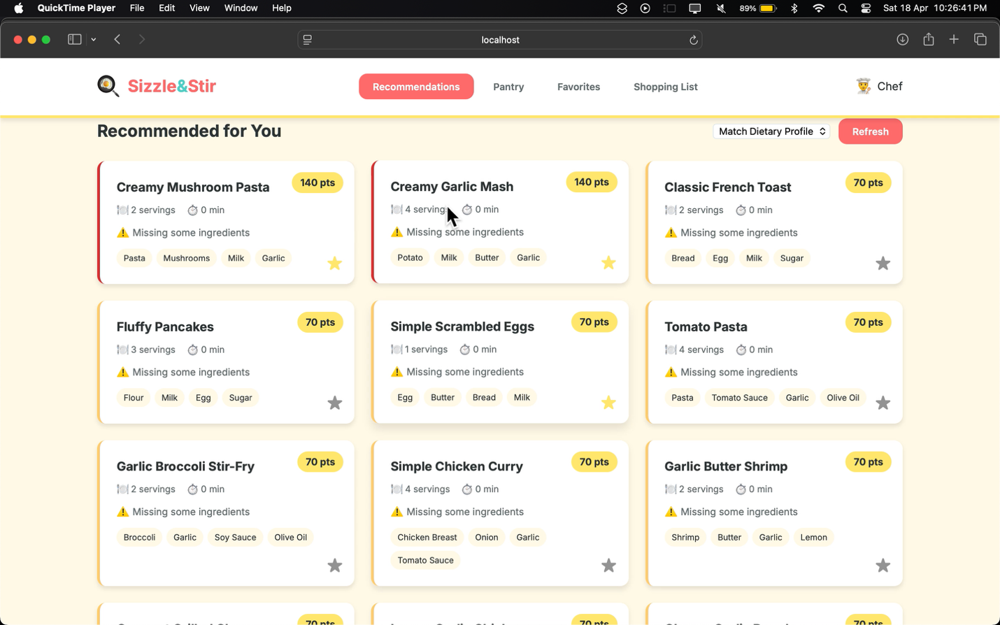 QuickTime Player File Edit View Window Help 89% Sat 18 Apr 10:26:41 PM
localhost
Sizzle&Stir Recommendations Pantry Favorites Shopping List Chef
Recommended for You Match Dietary Profile Refresh
Creamy Mushroom Pasta 140 pts
2 servings 0 min
Missing some ingredients
Pasta Mushrooms Milk Garlic
Creamy Garlic Mash 140 pts
4 servings 0 min
Missing some ingredients
Potato Milk Butter Garlic
Classic French Toast 70 pts
2 servings 0 min
Missing some ingredients
Bread Egg Milk Sugar
Fluffy Pancakes 70 pts
3 servings 0 min
Missing some ingredients
Flour Milk Egg Sugar
Simple Scrambled Eggs 70 pts
1 servings 0 min
Missing some ingredients
Egg Butter Bread Milk
Tomato Pasta 70 pts
4 servings 0 min
Missing some ingredients
Pasta Tomato Sauce Garlic Olive Oil
Garlic Broccoli Stir-Fry 70 pts
2 servings 0 min
Missing some ingredients
Broccoli Garlic Soy Sauce Olive Oil
Simple Chicken Curry 70 pts
4 servings 0 min
Missing some ingredients
Chicken Breast Onion Garlic
Tomato Sauce
Garlic Butter Shrimp 70 pts
2 servings 0 min
Missing some ingredients
Shrimp Butter Garlic Lemon
70 pts
70 pts
70 pts